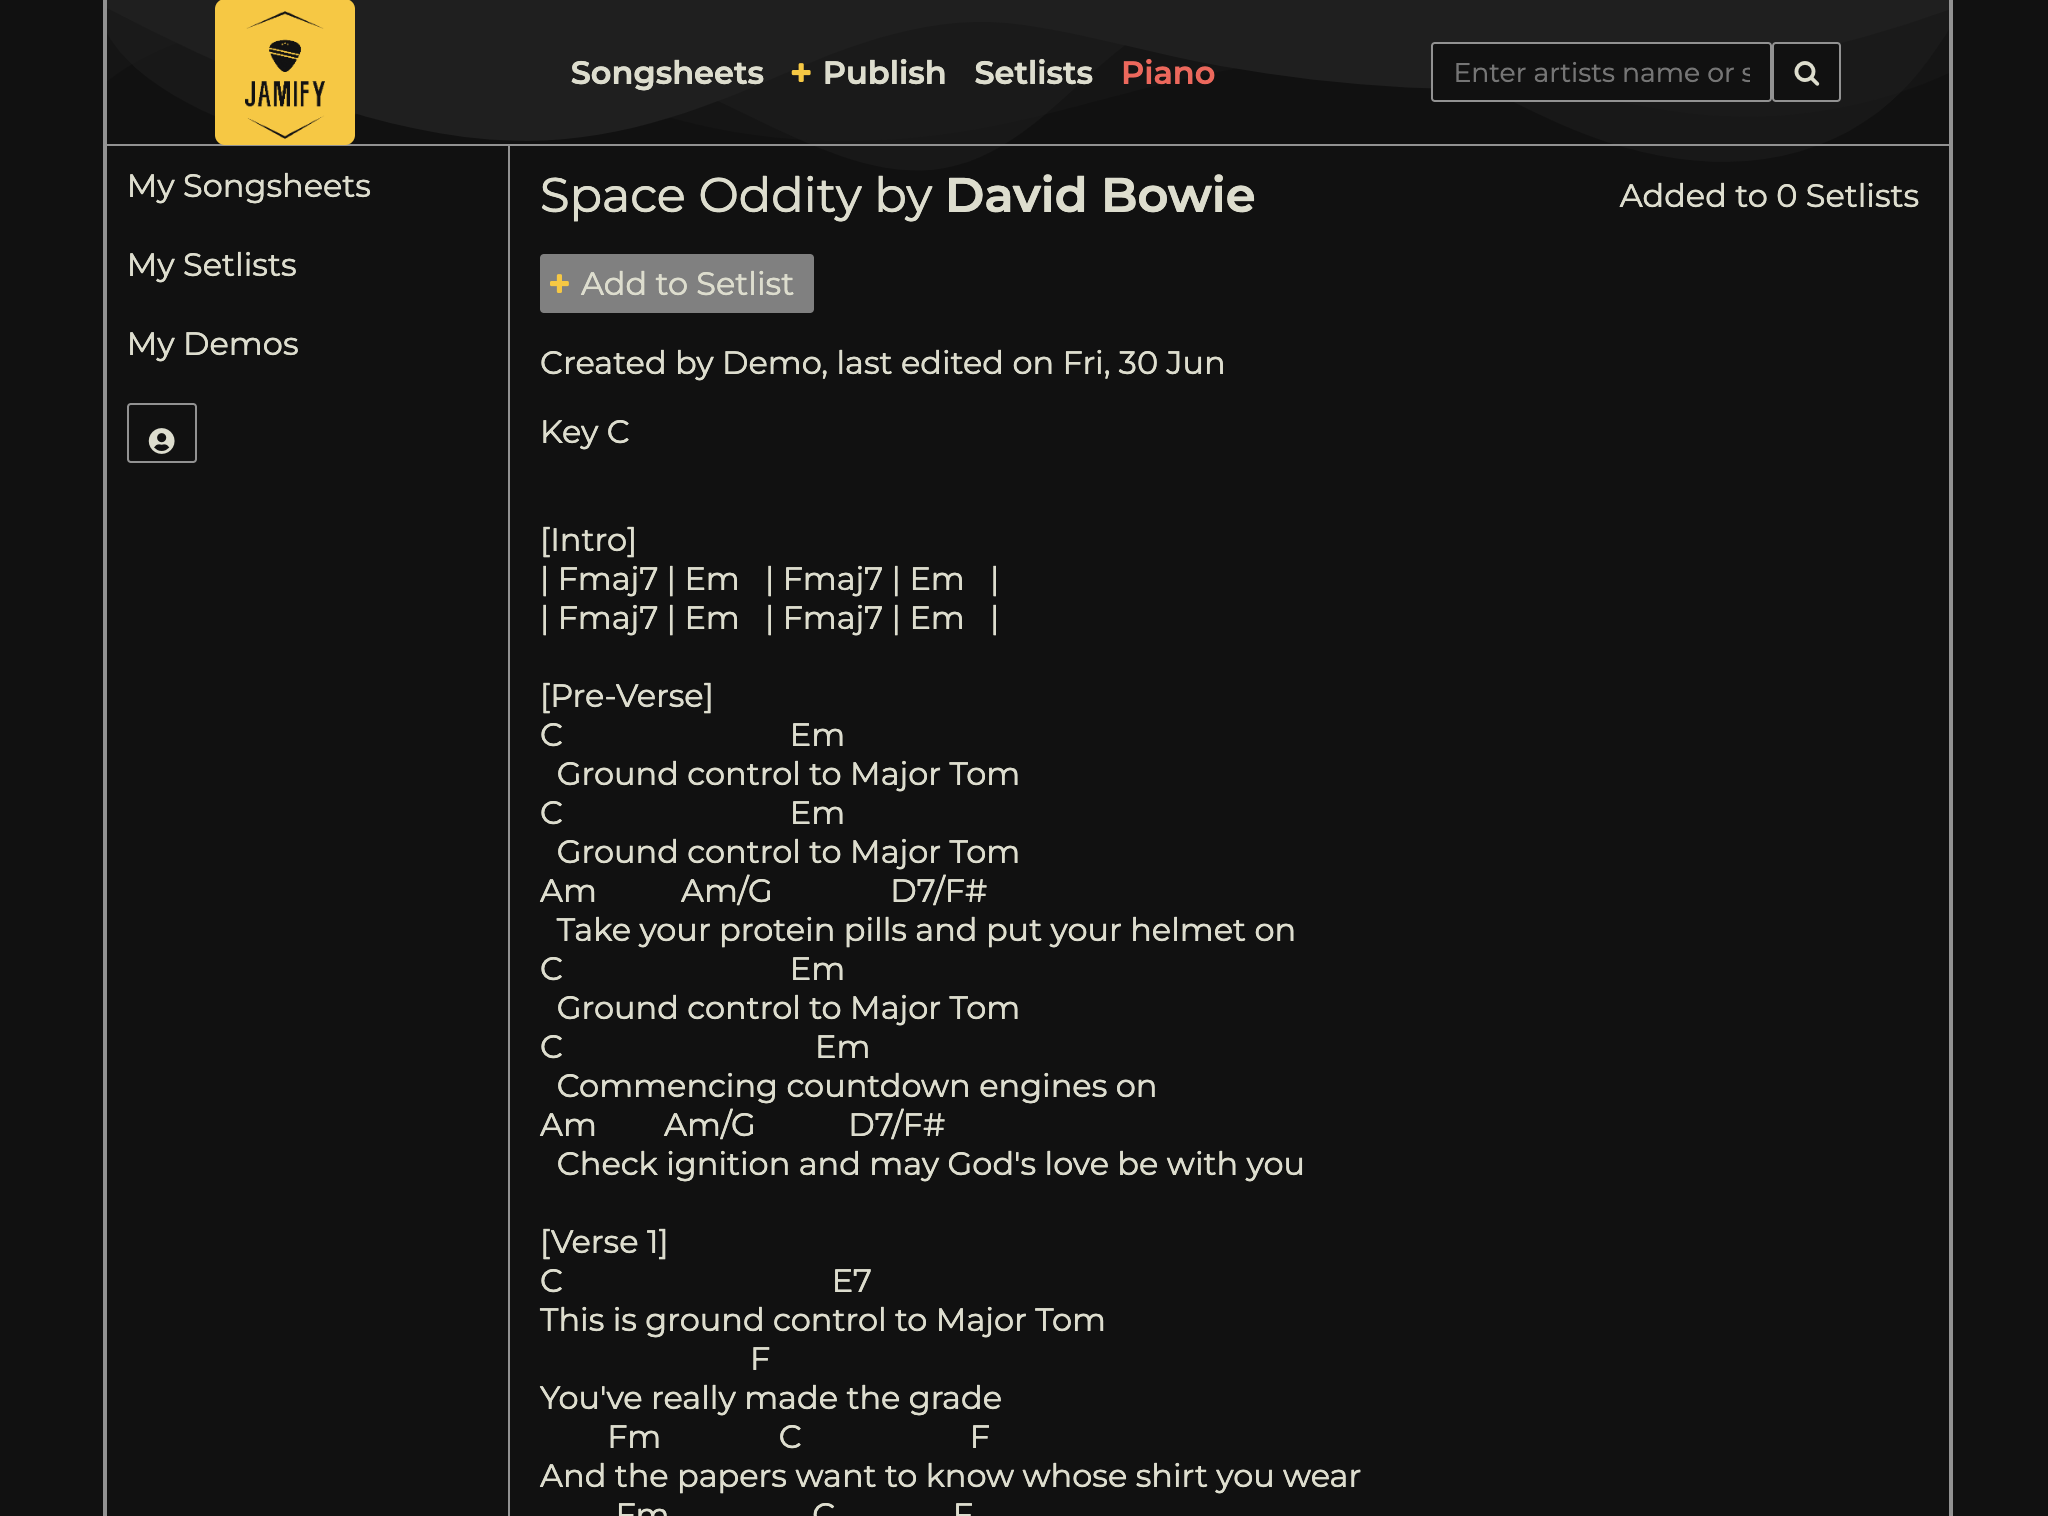 JAMIFY
Songsheets + Publish Setlists Piano
Enter artists name or s
My Songsheets
My Setlists
My Demos
Space Oddity by David Bowie
Added to 0 Setlists
+ Add to Setlist
Created by Demo, last edited on Fri, 30 Jun
Key C
[Intro]
| Fmaj7 | Em   | Fmaj7 | Em   |
| Fmaj7 | Em   | Fmaj7 | Em   |
[Pre-Verse]
C                           Em
  Ground control to Major Tom
C                           Em
  Ground control to Major Tom
Am          Am/G              D7/F#
  Take your protein pills and put your helmet on
C                           Em
  Ground control to Major Tom
C                              Em
  Commencing countdown engines on
Am        Am/G           D7/F#
  Check ignition and may God's love be with you
[Verse 1]
C                                E7
This is ground control to Major Tom
                         F
You've really made the grade
        Fm              C                    F
And the papers want to know whose shirt you wear
         Fm                 C              F